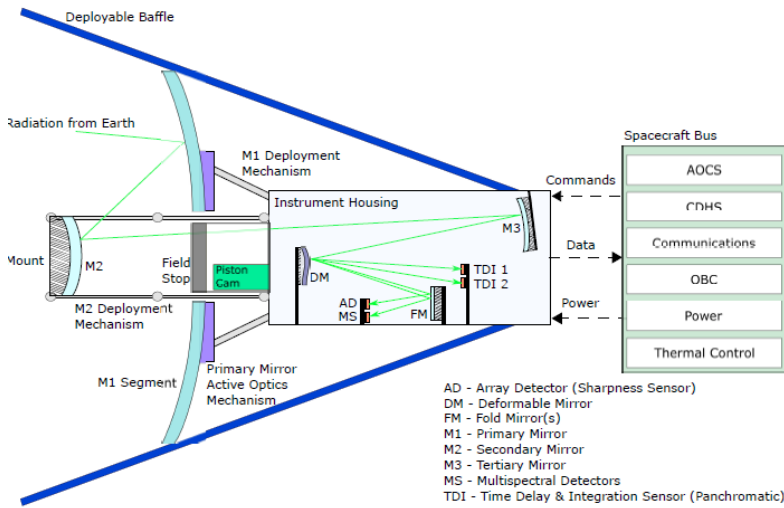 Deployable Baffle
Radiation from Earth
M1 Deployment
Mechanism
Instrument Housing
M3
Mount
M2
Field
Stop
Piston
Cam
DM
TDI 1
TDI 2
AD
MS
FM
M2 Deployment
Mechanism
M1 Segment
Primary Mirror
Active Optics
Mechanism
Commands
Data
Power
Spacecraft Bus
AOCS
CDHS
Communications
OBC
Power
Thermal Control
AD - Array Detector (Sharpness Sensor)
DM - Deformable Mirror
FM - Fold Mirror(s)
M1 - Primary Mirror
M2 - Secondary Mirror
M3 - Tertiary Mirror
MS - Multispectral Detectors
TDI - Time Delay & Integration Sensor (Panchromatic)